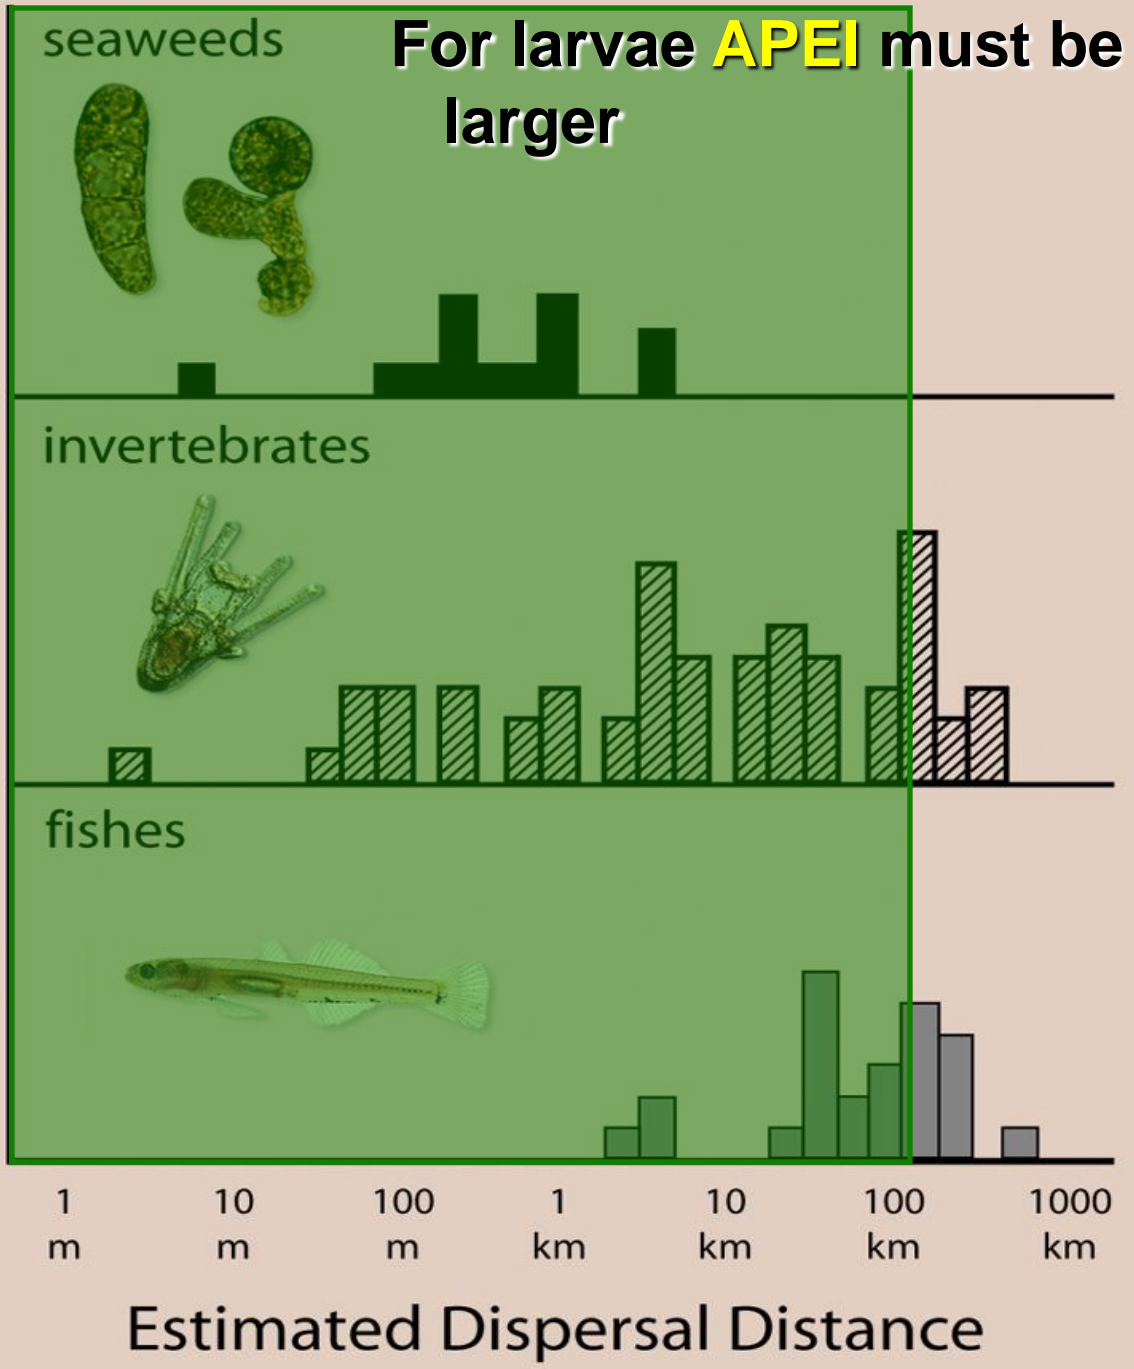 seaweeds
For larvae APEI must be
larger
invertebrates
fishes
1 10 100 1 10 100 1000
m m m km km km km
Estimated Dispersal Distance